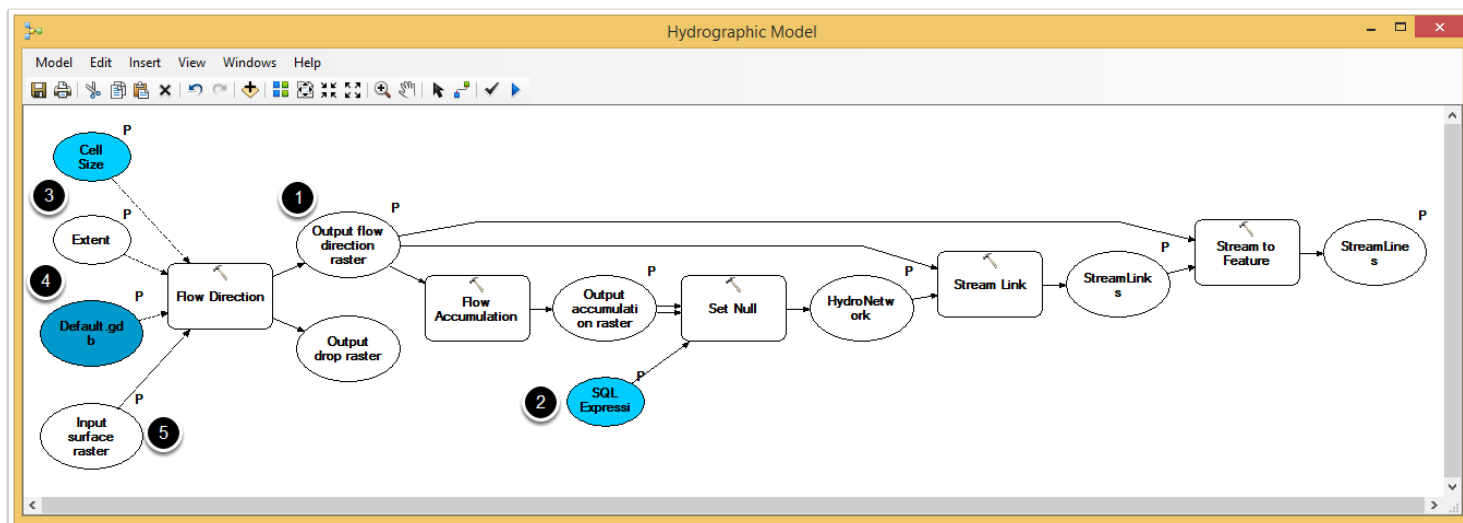 Hydrographic Model
Model Edit Insert View Windows Help
P
Cell
Size
3
P
Extent
4
P
Default.gd
b
P
Input
surface
raster
5
Flow Direction
1
P
Output flow
direction
raster
Output
drop raster
Flow
Accumulation
P
Output
accumulati
on raster
2
P
SQL
Expressi
Set Null
P
HydroNetw
ork
Stream Link
P
StreamLink
s
Stream to
Feature
P
StreamLine
s